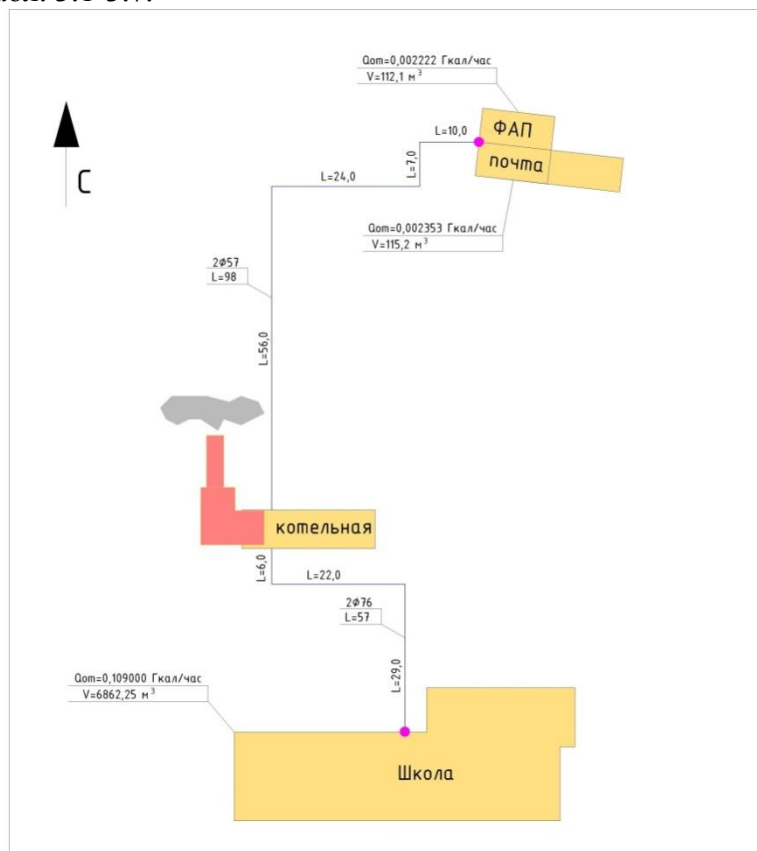 Qот=0,002222 Гкал/час
V=112,1 м³
L=10,0
ФАП
почта
L=7,0
L=24,0
С
Qот=0,002353 Гкал/час
V=115,2 м³
2ø57
L=98
L=56,0
котельная
L=6,0
L=22,0
2ø76
L=57
L=29,0
Qот=0,109000 Гкал/час
V=6862,25 м³
Школа